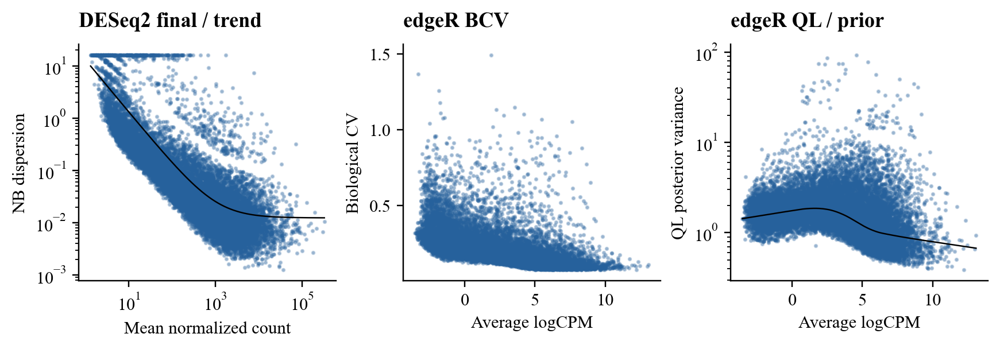 DESeq2 final / trend
NB dispersion
10^1
10^0
10^−1
10^−2
10^−3
10^1
10^3
10^5
Mean normalized count
edgeR BCV
Biological CV
1.5
1.0
0.5
0
5
10
Average logCPM
edgeR QL / prior
QL posterior variance
10^2
10^1
10^0
0
5
10
Average logCPM